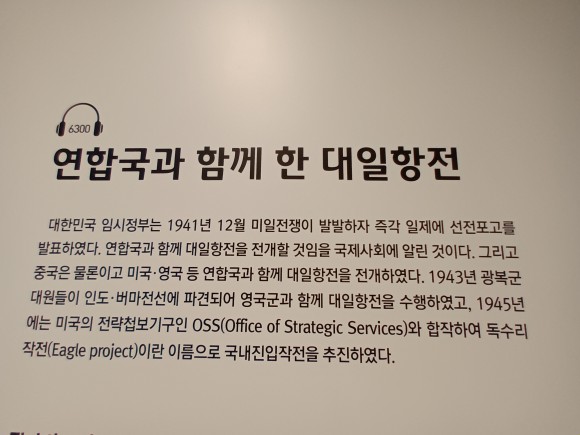 6300
연합국과 함께 한 대일항전
대한민국 임시정부는 1941년 12월 미일전쟁이 발발하자 즉각 일제에 선전포고를
발표하였다. 연합국과 함께 대일항전을 전개할 것임을 국제사회에 알린 것이다. 그리고
중국은 물론이고 미국·영국 등 연합국과 함께 대일항전을 전개하였다. 1943년 광복군
대원들이 인도·버마전선에 파견되어 영국군과 함께 대일항전을 수행하였고, 1945년
에는 미국의 전략첩보기구인 OSS(Office of Strategic Services)와 합작하여 독수리
작전(Eagle project)이란 이름으로 국내진입작전을 추진하였다.